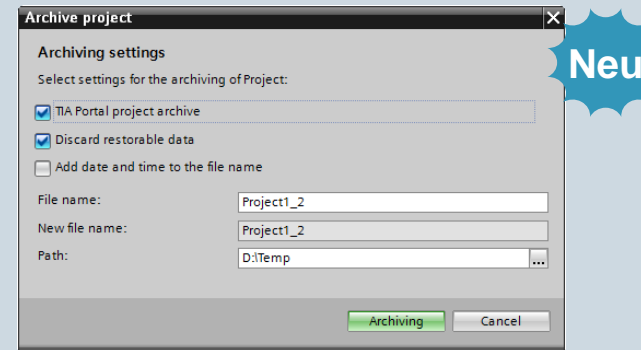 Archive project
Archiving settings
Select settings for the archiving of Project:
TIA Portal project archive
Discard restorable data
Add date and time to the file name
File name: Project1_2
New file name: Project1_2
Path: D:\Temp ...
Archiving Cancel
Neu